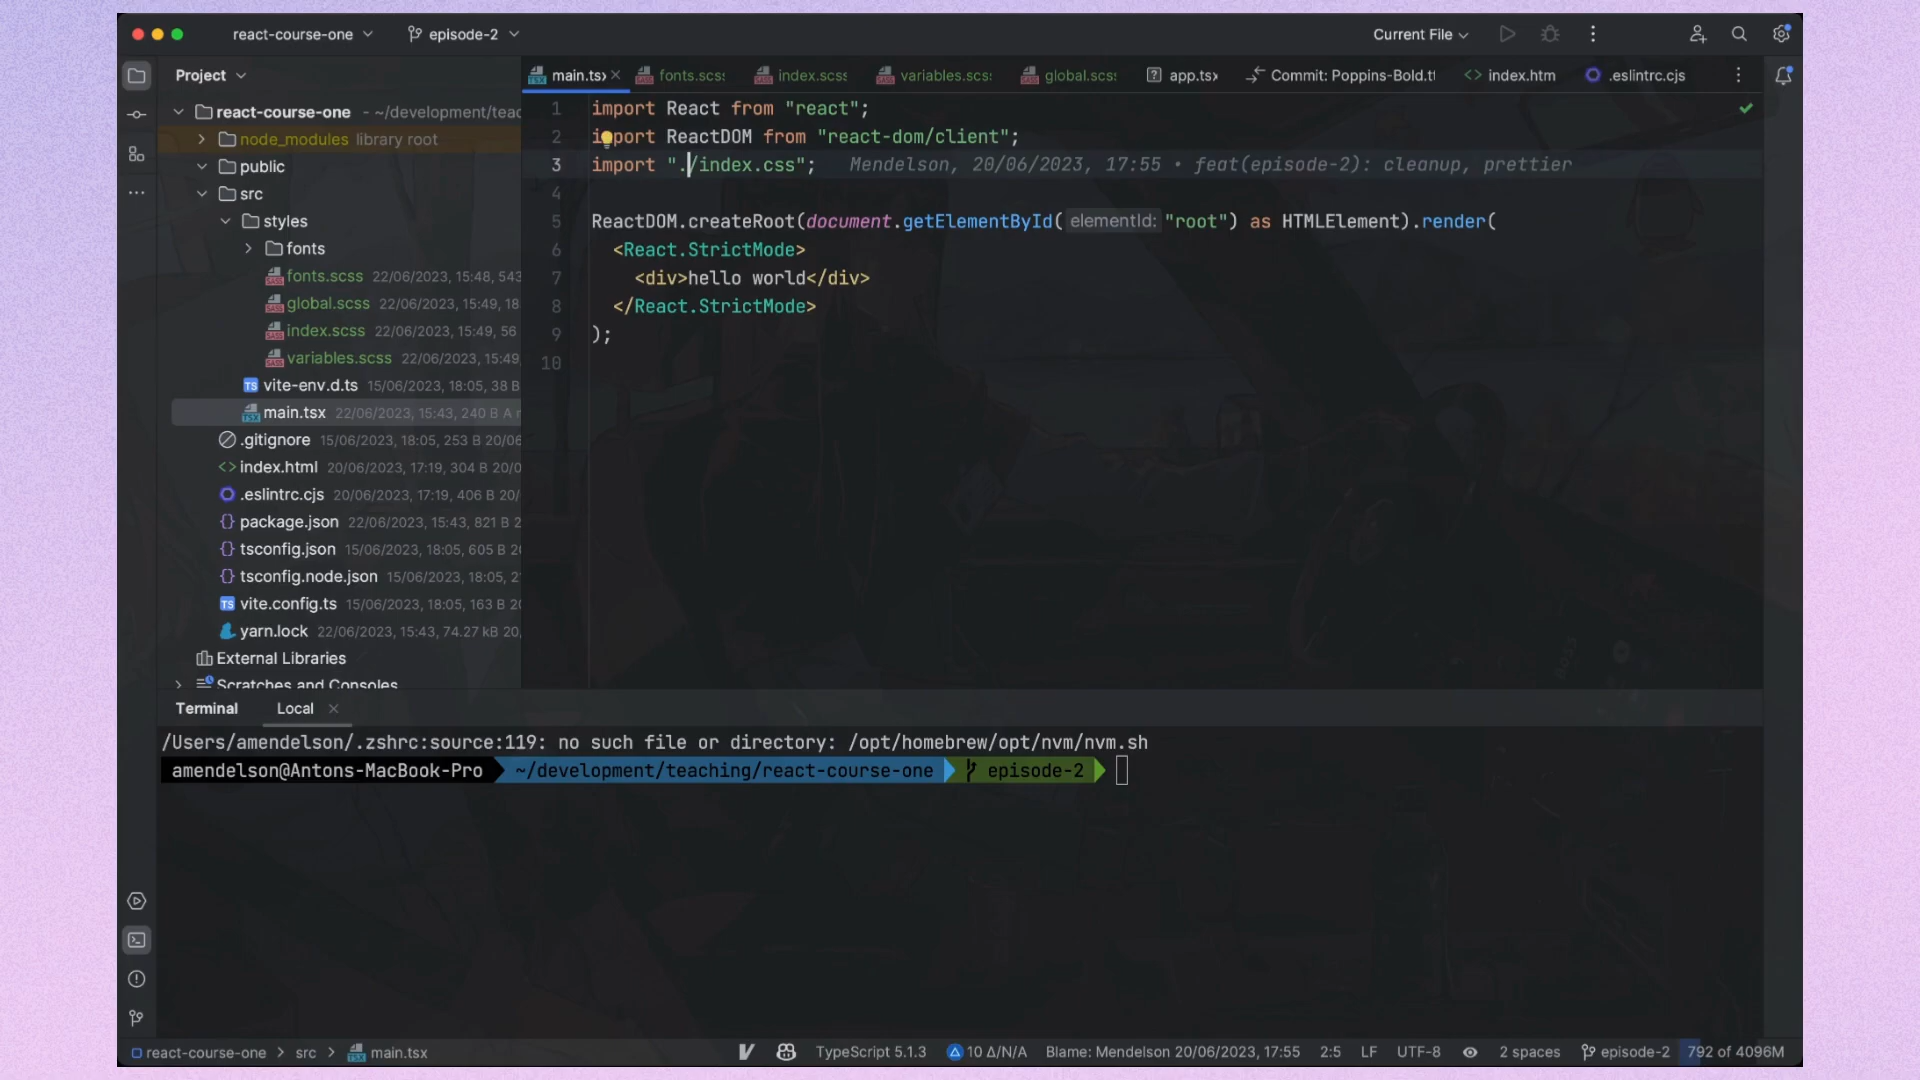 react-course-one
episode-2
Current File
Project
main.tsx
fonts.scss
index.scss
variables.scss
global.scss
app.tsx
Commit: Poppins-Bold.tt
index.htm
.eslintrc.cjs
react-course-one - ~/development/teac
node_modules library root
public
src
styles
fonts
fonts.scss 22/06/2023, 15:48, 543
global.scss 22/06/2023, 15:49, 18
index.scss 22/06/2023, 15:49, 56
variables.scss 22/06/2023, 15:49,
vite-env.d.ts 15/06/2023, 18:05, 38 B
main.tsx 22/06/2023, 15:43, 240 B A
.gitignore 15/06/2023, 18:05, 253 B 20/06
index.html 20/06/2023, 17:19, 304 B 20/0
.eslintrc.cjs 20/06/2023, 17:19, 406 B 20/
package.json 22/06/2023, 15:43, 821 B 2
tsconfig.json 15/06/2023, 18:05, 605 B 20
tsconfig.node.json 15/06/2023, 18:05, 2
vite.config.ts 15/06/2023, 18:05, 163 B 20
yarn.lock 22/06/2023, 15:43, 74.27 kB 20,
External Libraries
Scratches and Consoles
1 import React from "react";
2 import ReactDOM from "react-dom/client";
3 import "./index.css"; Mendelson, 20/06/2023, 17:55 • feat(episode-2): cleanup, prettier
4
5 ReactDOM.createRoot(document.getElementById( elementId: "root") as HTMLElement).render(
6 <React.StrictMode>
7 <div>hello world</div>
8 </React.StrictMode>
9 );
10
Terminal
Local
/Users/amendelson/.zshrc:source:119: no such file or directory: /opt/homebrew/opt/nvm/nvm.sh
amendelson@Antons-MacBook-Pro ~/development/teaching/react-course-one episode-2
react-course-one > src > main.tsx
TypeScript 5.1.3
10 Δ/N/A
Blame: Mendelson 20/06/2023, 17:55
2:5
LF
UTF-8
2 spaces
episode-2
792 of 4096M